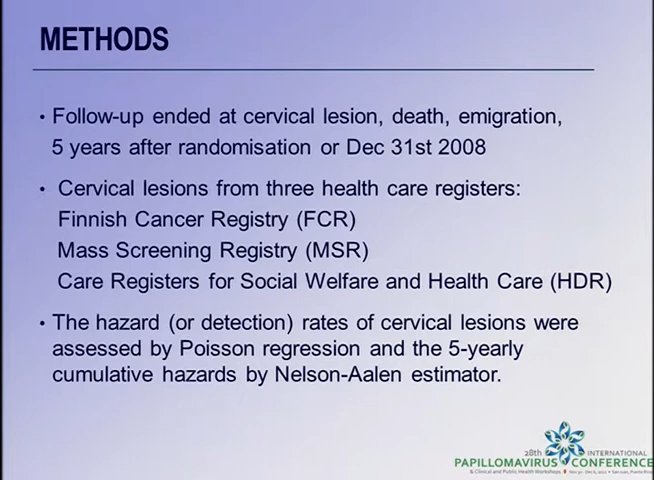 METHODS
• Follow-up ended at cervical lesion, death, emigration,
5 years after randomisation or Dec 31st 2008
• Cervical lesions from three health care registers:
Finnish Cancer Registry (FCR)
Mass Screening Registry (MSR)
Care Registers for Social Welfare and Health Care (HDR)
• The hazard (or detection) rates of cervical lesions were
assessed by Poisson regression and the 5-yearly
cumulative hazards by Nelson-Aalen estimator.
28th INTERNATIONAL
PAPILLOMAVIRUS CONFERENCE
& Clinical and Public Health Workshops